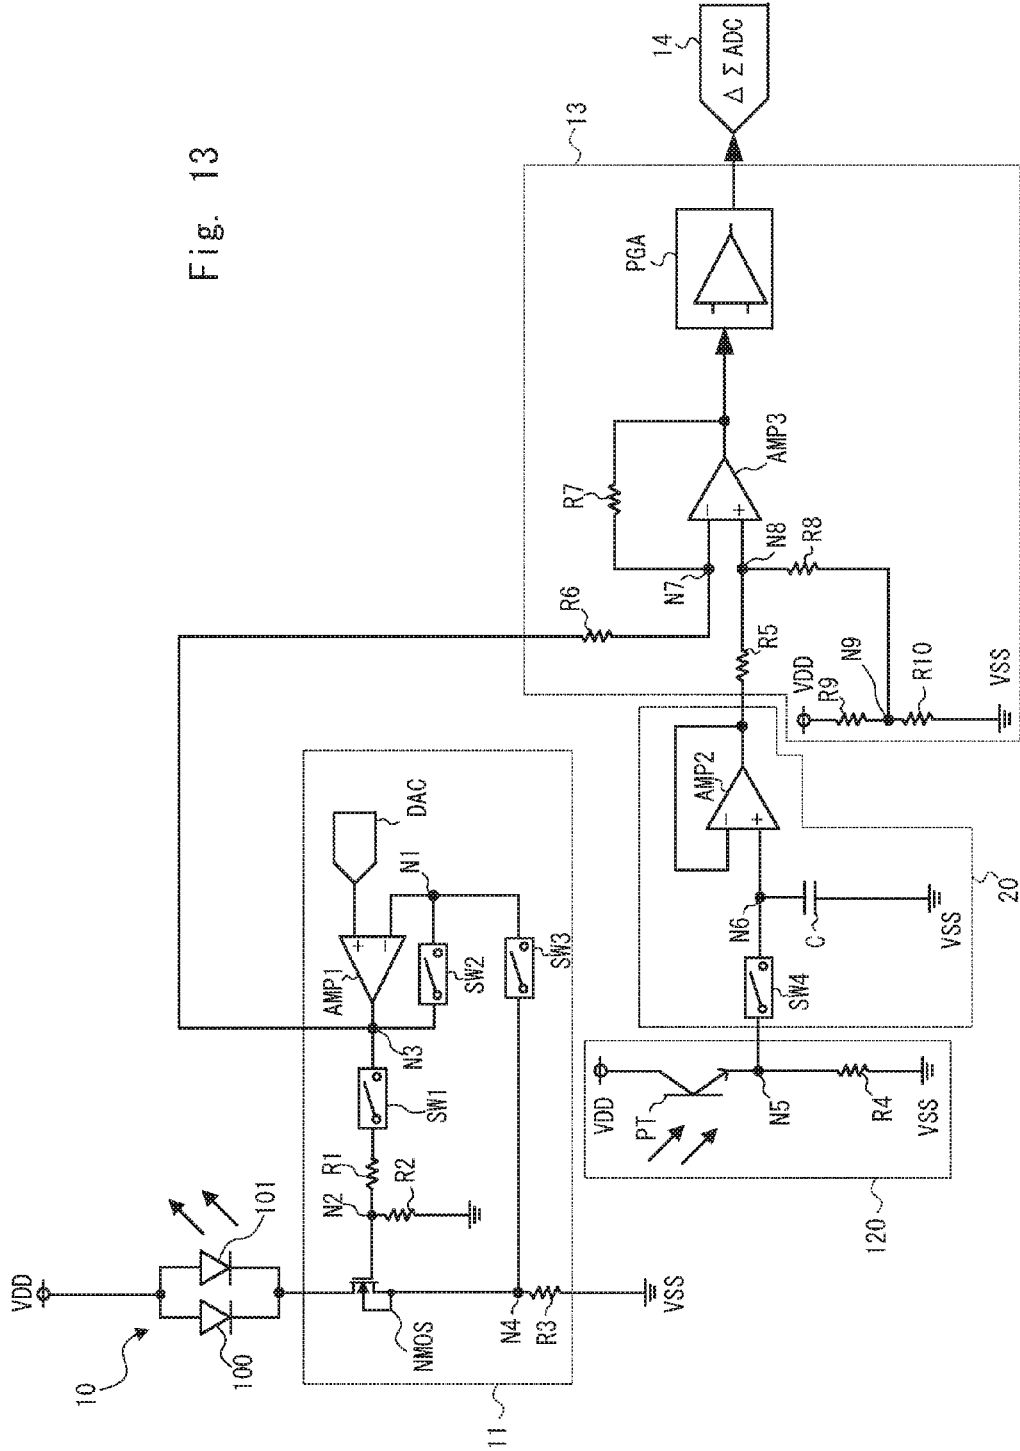 Fig. 13
10
VDD
100
101
11
NMOS
N2
R1
R2
SW1
N3
AMP1
+
−
DAC
N1
SW2
SW3
N4
R3
VSS
120
VDD
PT
N5
R4
VSS
20
SW4
N6
C
VSS
AMP2
−
+
13
R5
R6
N7
N8
R7
R8
AMP3
−
+
VDD
R9
N9
R10
VSS
PGA
14
Δ Σ ADC